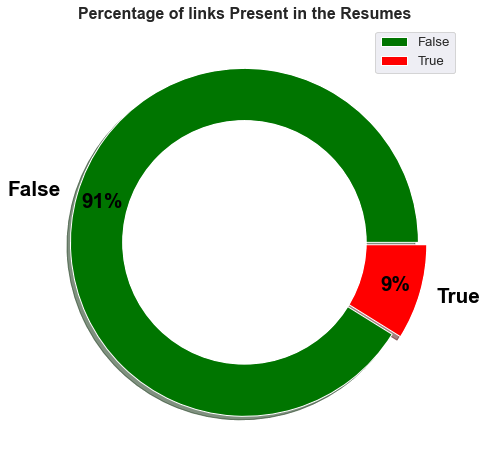 Percentage of links Present in the Resumes
False
True
91%
False
9%
True